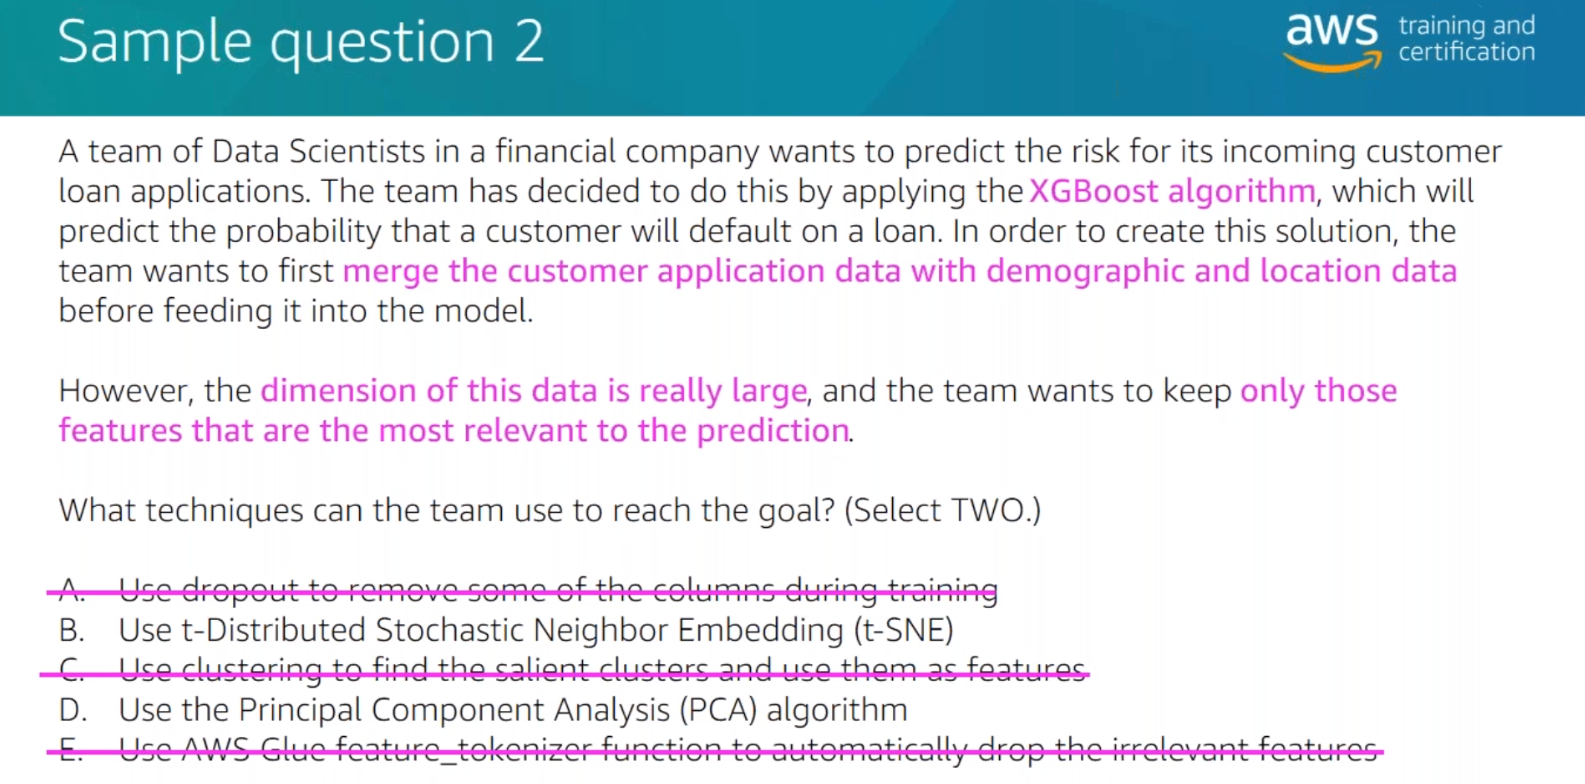 Sample question 2
aws training and
certification
A team of Data Scientists in a financial company wants to predict the risk for its incoming customer
loan applications. The team has decided to do this by applying the XGBoost algorithm, which will
predict the probability that a customer will default on a loan. In order to create this solution, the
team wants to first merge the customer application data with demographic and location data
before feeding it into the model.
However, the dimension of this data is really large, and the team wants to keep only those
features that are the most relevant to the prediction.
What techniques can the team use to reach the goal? (Select TWO.)
A. Use dropout to remove some of the columns during training
B. Use t-Distributed Stochastic Neighbor Embedding (t-SNE)
C. Use clustering to find the salient clusters and use them as features
D. Use the Principal Component Analysis (PCA) algorithm
E. Use AWS Glue feature_tokenizer function to automatically drop the irrelevant features